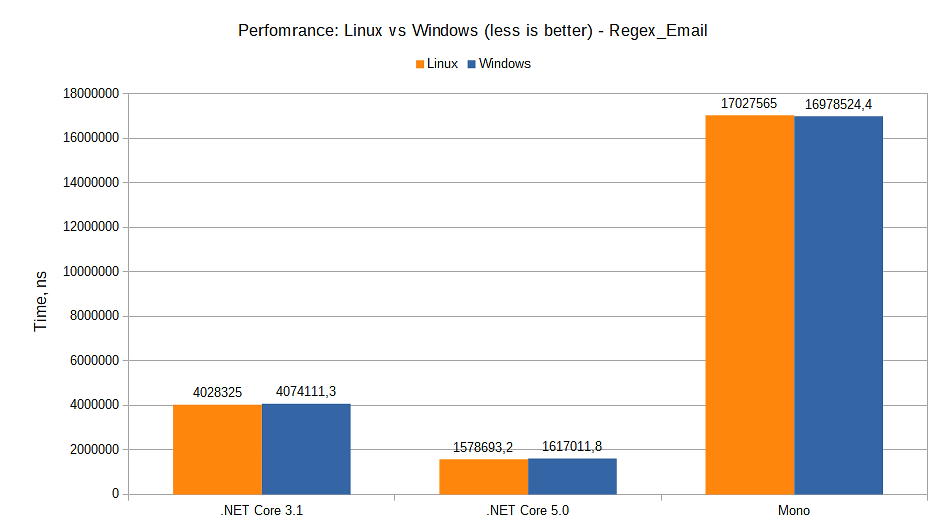 Perfomrance: Linux vs Windows (less is better) - Regex_Email
Linux Windows
18000000
16000000
14000000
12000000
10000000
8000000
6000000
4000000
2000000
0
Time, ns
4028325
4074111,3
1578693,2
1617011,8
17027565
16978524,4
.NET Core 3.1
.NET Core 5.0
Mono